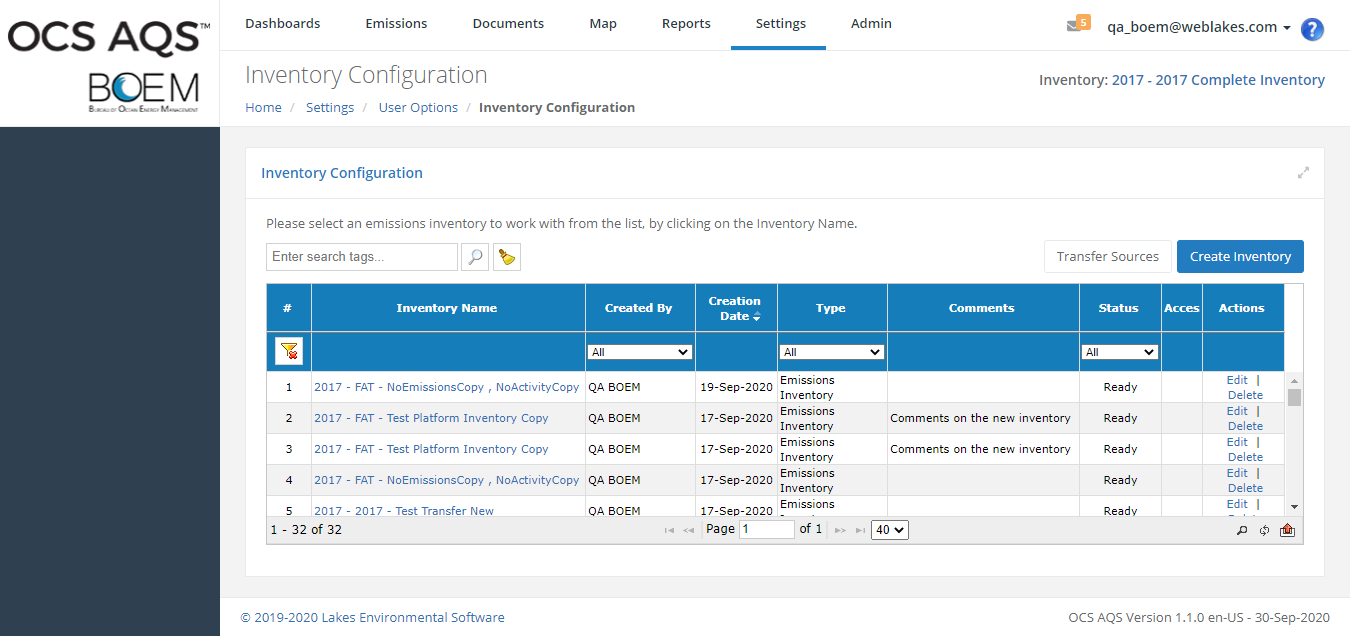 OCS AQS™
BOEM
Bureau of Ocean Energy Management
Dashboards Emissions Documents Map Reports Settings Admin
5 qa_boem@weblakes.com ?
Inventory Configuration
Inventory: 2017 - 2017 Complete Inventory
Home / Settings / User Options / Inventory Configuration
Inventory Configuration
Please select an emissions inventory to work with from the list, by clicking on the Inventory Name.
Enter search tags...
Transfer Sources Create Inventory
# Inventory Name Created By Creation Date Type Comments Status Acces Actions
All All All
1 2017 - FAT - NoEmissionsCopy , NoActivityCopy QA BOEM 19-Sep-2020 Emissions Inventory Ready Edit | Delete
2 2017 - FAT - Test Platform Inventory Copy QA BOEM 17-Sep-2020 Emissions Inventory Comments on the new inventory Ready Edit | Delete
3 2017 - FAT - Test Platform Inventory Copy QA BOEM 17-Sep-2020 Emissions Inventory Comments on the new inventory Ready Edit | Delete
4 2017 - FAT - NoEmissionsCopy , NoActivityCopy QA BOEM 17-Sep-2020 Emissions Inventory Ready Edit | Delete
5 2017 - 2017 - Test Transfer New QA BOEM 17-Sep-2020 Emissions Ready Edit |
1 - 32 of 32 Page 1 of 1 40
© 2019-2020 Lakes Environmental Software
OCS AQS Version 1.1.0 en-US - 30-Sep-2020